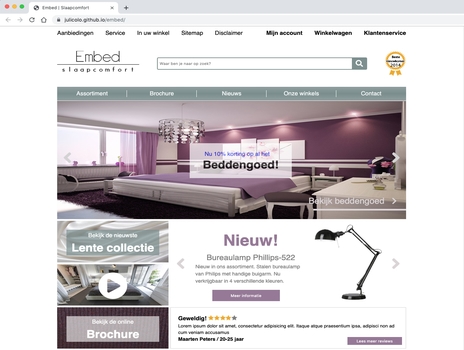 Embed | Slaapcomfort
julicolo.github.io/embed/
Aanbiedingen Service In uw winkel Sitemap Disclaimer Mijn account Winkelwagen Klantenservice
Embed
slaapcomfort
Waar ben je naar op zoek?
Assortiment Brochure Nieuws Onze winkels Contact
Nu 10% korting op al het
Beddengoed!
Bekijk beddengoed
Bekijk de nieuwste
Lente collectie
Nieuw!
Bureaulamp Phillips-522
Nieuw in ons assortiment. Stalen bureaulamp
van Philips met handige buigarm. Nu
verkrijgbaar in 4 verschillende kleuren.
Meer informatie
Bekijk de online
Brochure
Geweldig!
Lorem ipsum dolor sit amet, consectetur adipisicing elit. Itaque atque praesentium ipsa, adipisci non ad
cum veniam accusamus
Maarten Peters / 20-25 jaar
Lees meer reviews